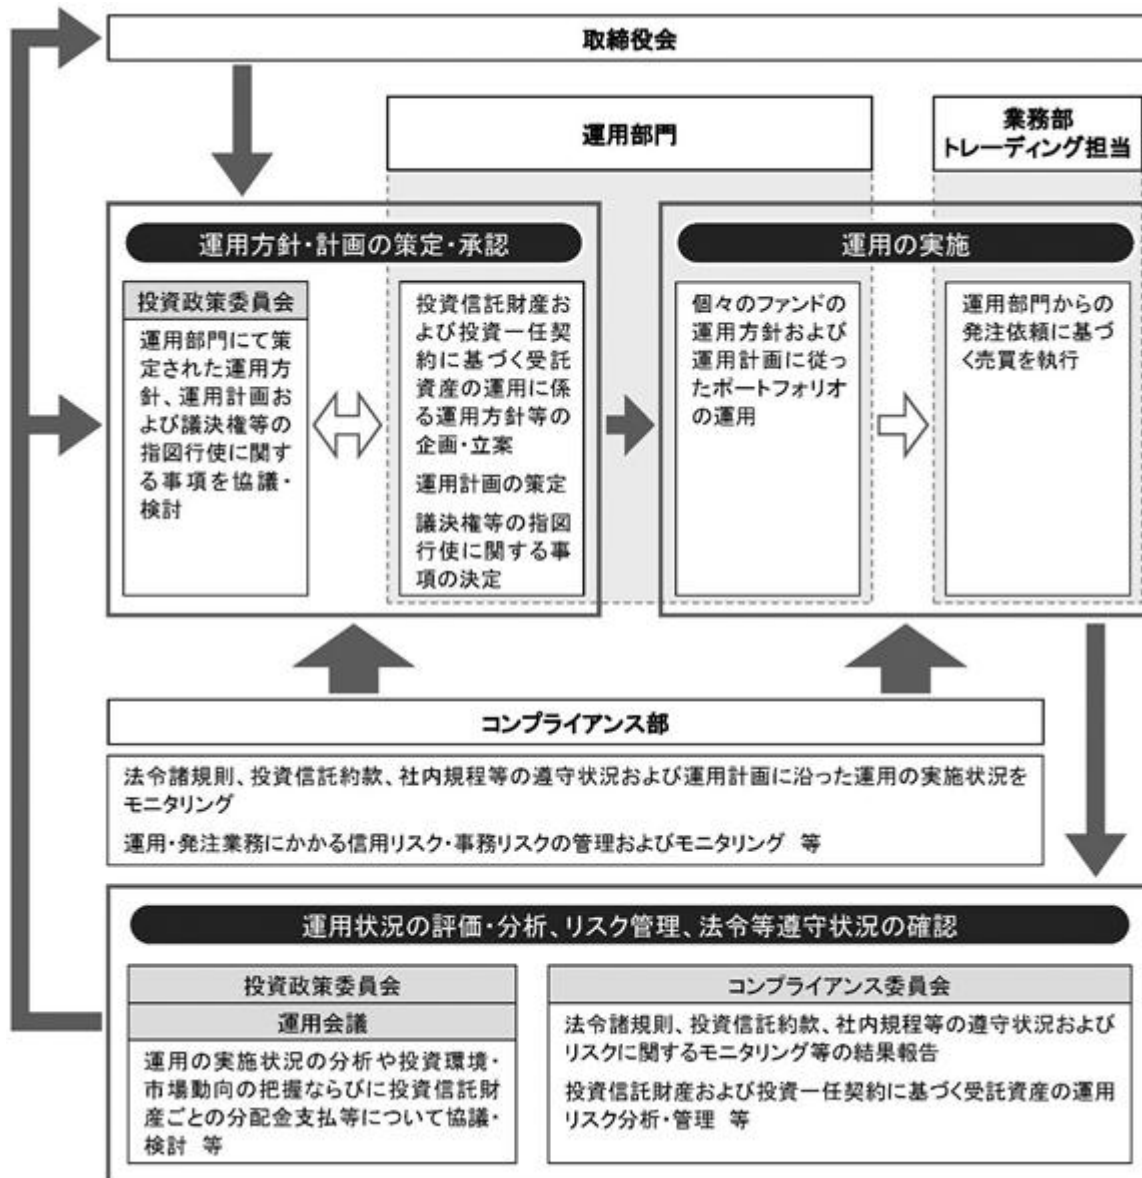 取締役会
運用部門
業務部
トレーディング担当
運用方針・計画の策定・承認
投資政策委員会
運用部門にて策
定された運用方
針、運用計画お
よび議決権等の
指図行使に関す
る事項を協議・
検討
投資信託財産お
よび投資一任契
約に基づく受託
資産の運用に係
る運用方針等の
企画・立案
運用計画の策定
議決権等の指図
行使に関する事
項の決定
運用の実施
個々のファンドの
運用方針および
運用計画に従っ
たポートフォリオ
の運用
運用部門からの
発注依頼に基づ
く売買を執行
コンプライアンス部
法令諸規則、投資信託約款、社内規程等の遵守状況および運用計画に沿った運用の実施状況を
モニタリング
運用・発注業務にかかる信用リスク・事務リスクの管理およびモニタリング 等
運用状況の評価・分析、リスク管理、法令等遵守状況の確認
投資政策委員会
運用会議
運用の実施状況の分析や投資環境・
市場動向の把握ならびに投資信託財
産ごとの分配金支払等について協議・
検討 等
コンプライアンス委員会
法令諸規則、投資信託約款、社内規程等の遵守状況および
リスクに関するモニタリング等の結果報告
投資信託財産および投資一任契約に基づく受託資産の運用
リスク分析・管理 等